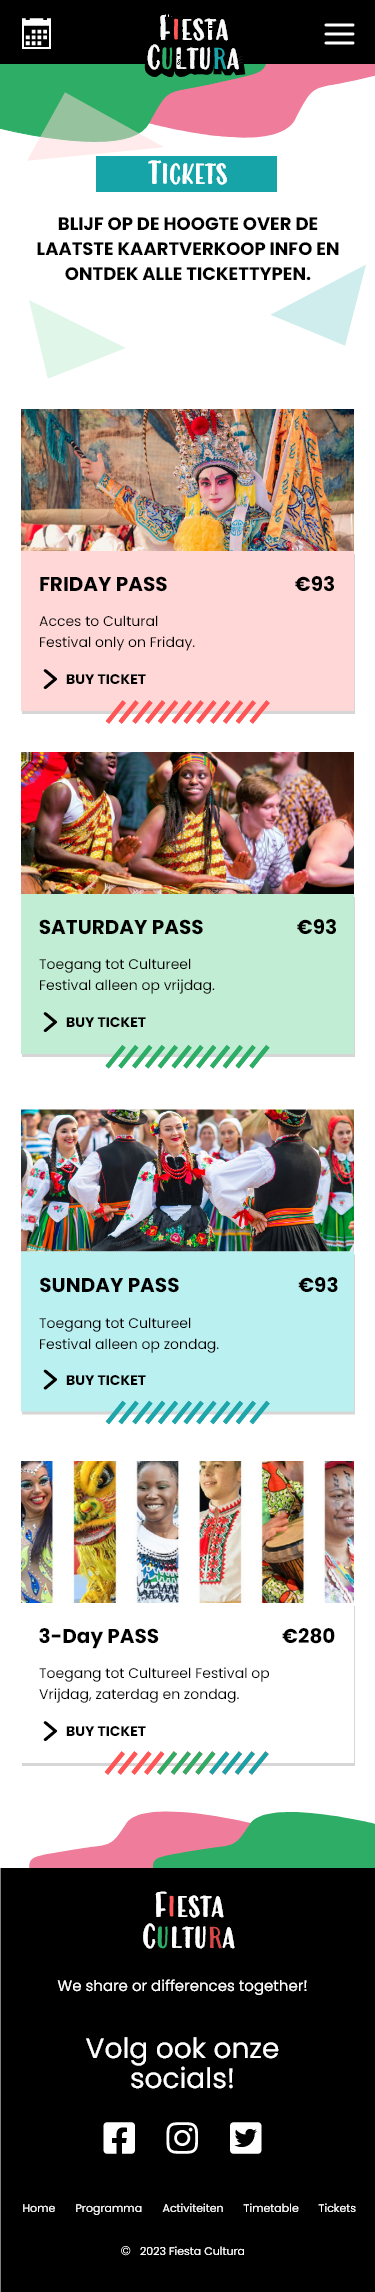 FIESTA
CULTURA
TICKETS
BLIJF OP DE HOOGTE OVER DE
LAATSTE KAARTVERKOOP INFO EN
ONTDEK ALLE TICKETTYPEN.
FRIDAY PASS €93
Acces to Cultural
Festival only on Friday.
BUY TICKET
SATURDAY PASS €93
Toegang tot Cultureel
Festival alleen op vrijdag.
BUY TICKET
SUNDAY PASS €93
Toegang tot Cultureel
Festival alleen op zondag.
BUY TICKET
3-Day PASS €280
Toegang tot Cultureel Festival op
Vrijdag, zaterdag en zondag.
BUY TICKET
FIESTA
CULTURA
We share or differences together!
Volg ook onze
socials!
Home Programma Activiteiten Timetable Tickets
© 2023 Fiesta Cultura